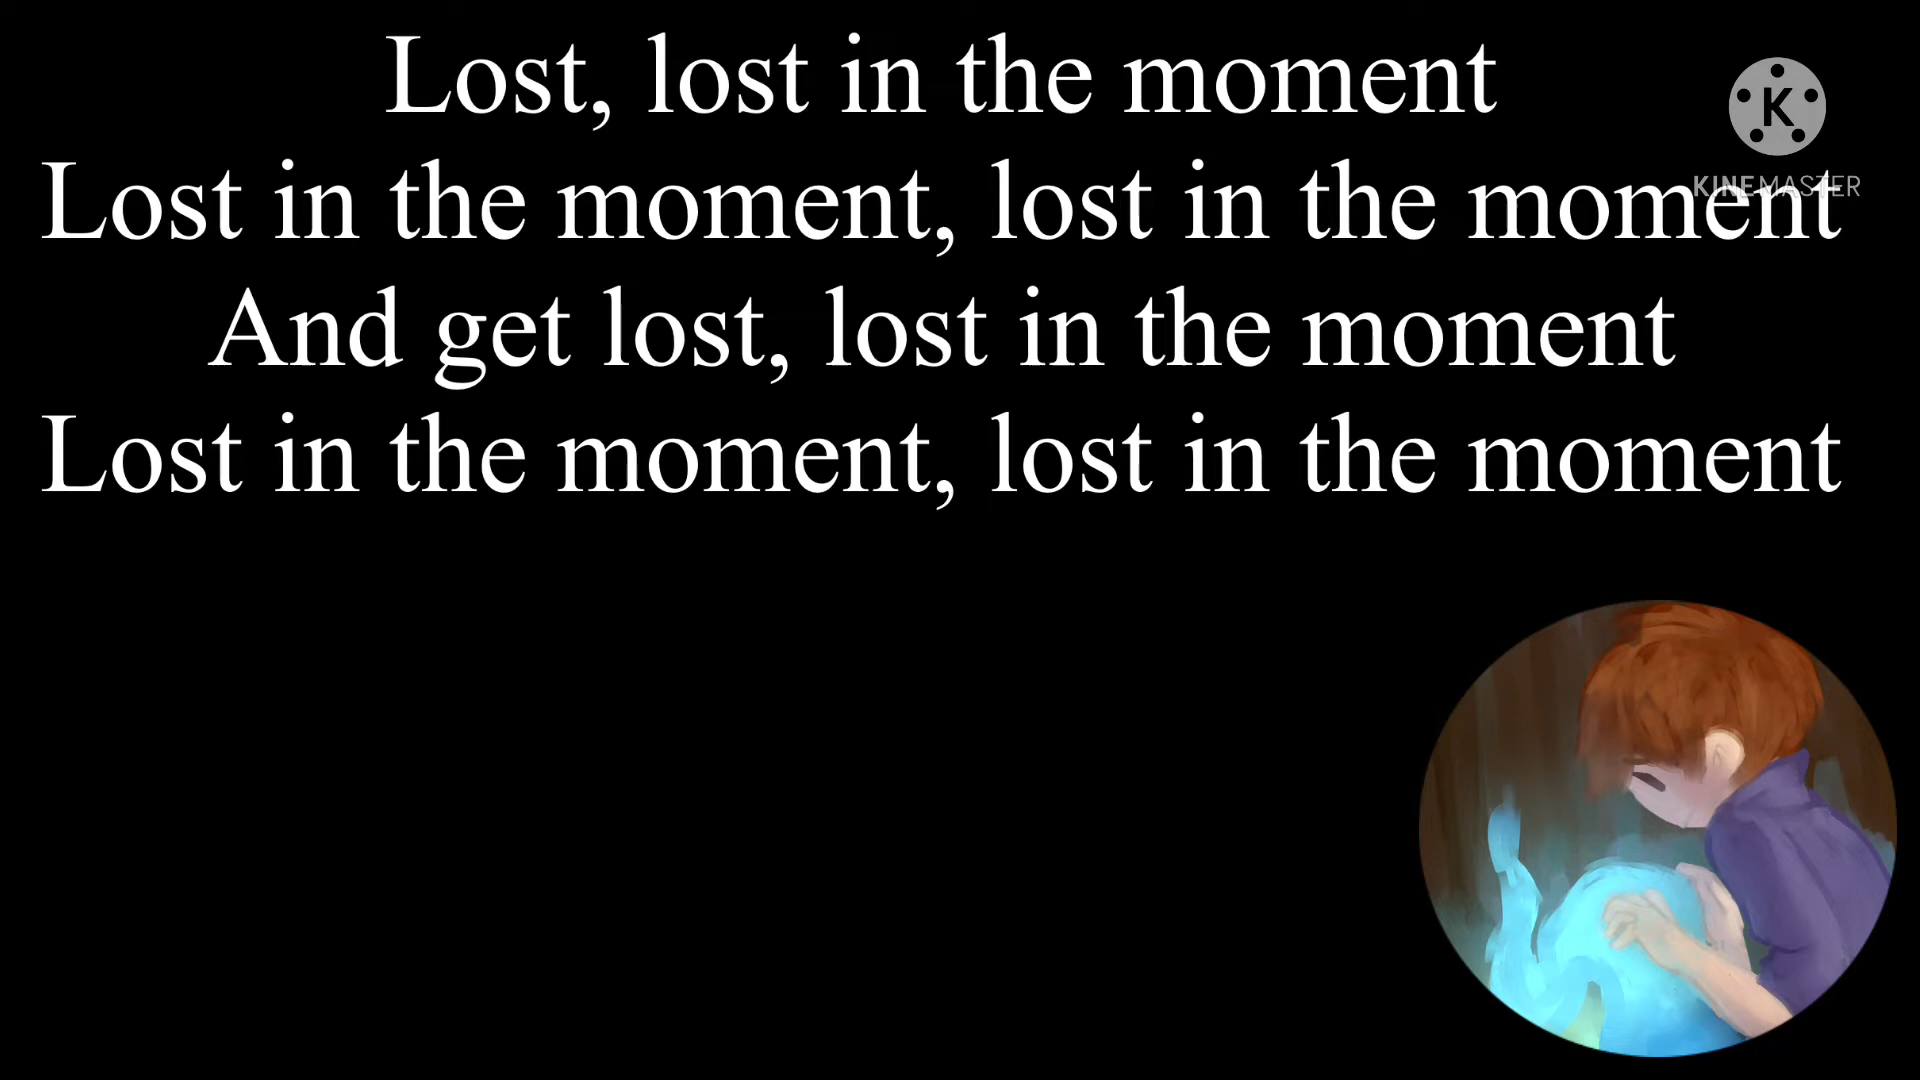 Lost, lost in the moment
Lost in the moment, lost in the moment
And get lost, lost in the moment
Lost in the moment, lost in the moment
K
KINEMASTER